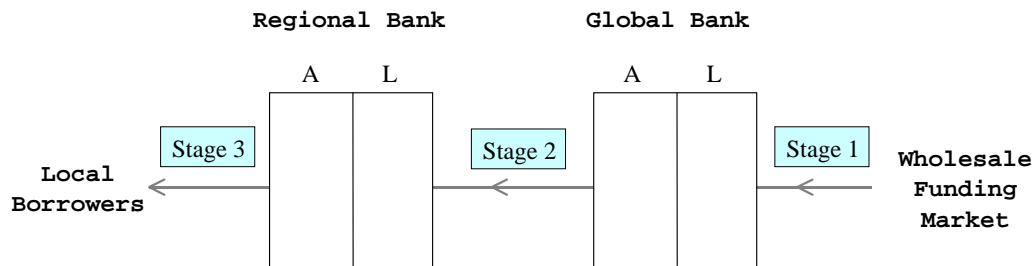 Regional Bank
Global Bank
A
L
A
L
Stage 3
Stage 2
Stage 1
Local
Borrowers
Wholesale
Funding
Market